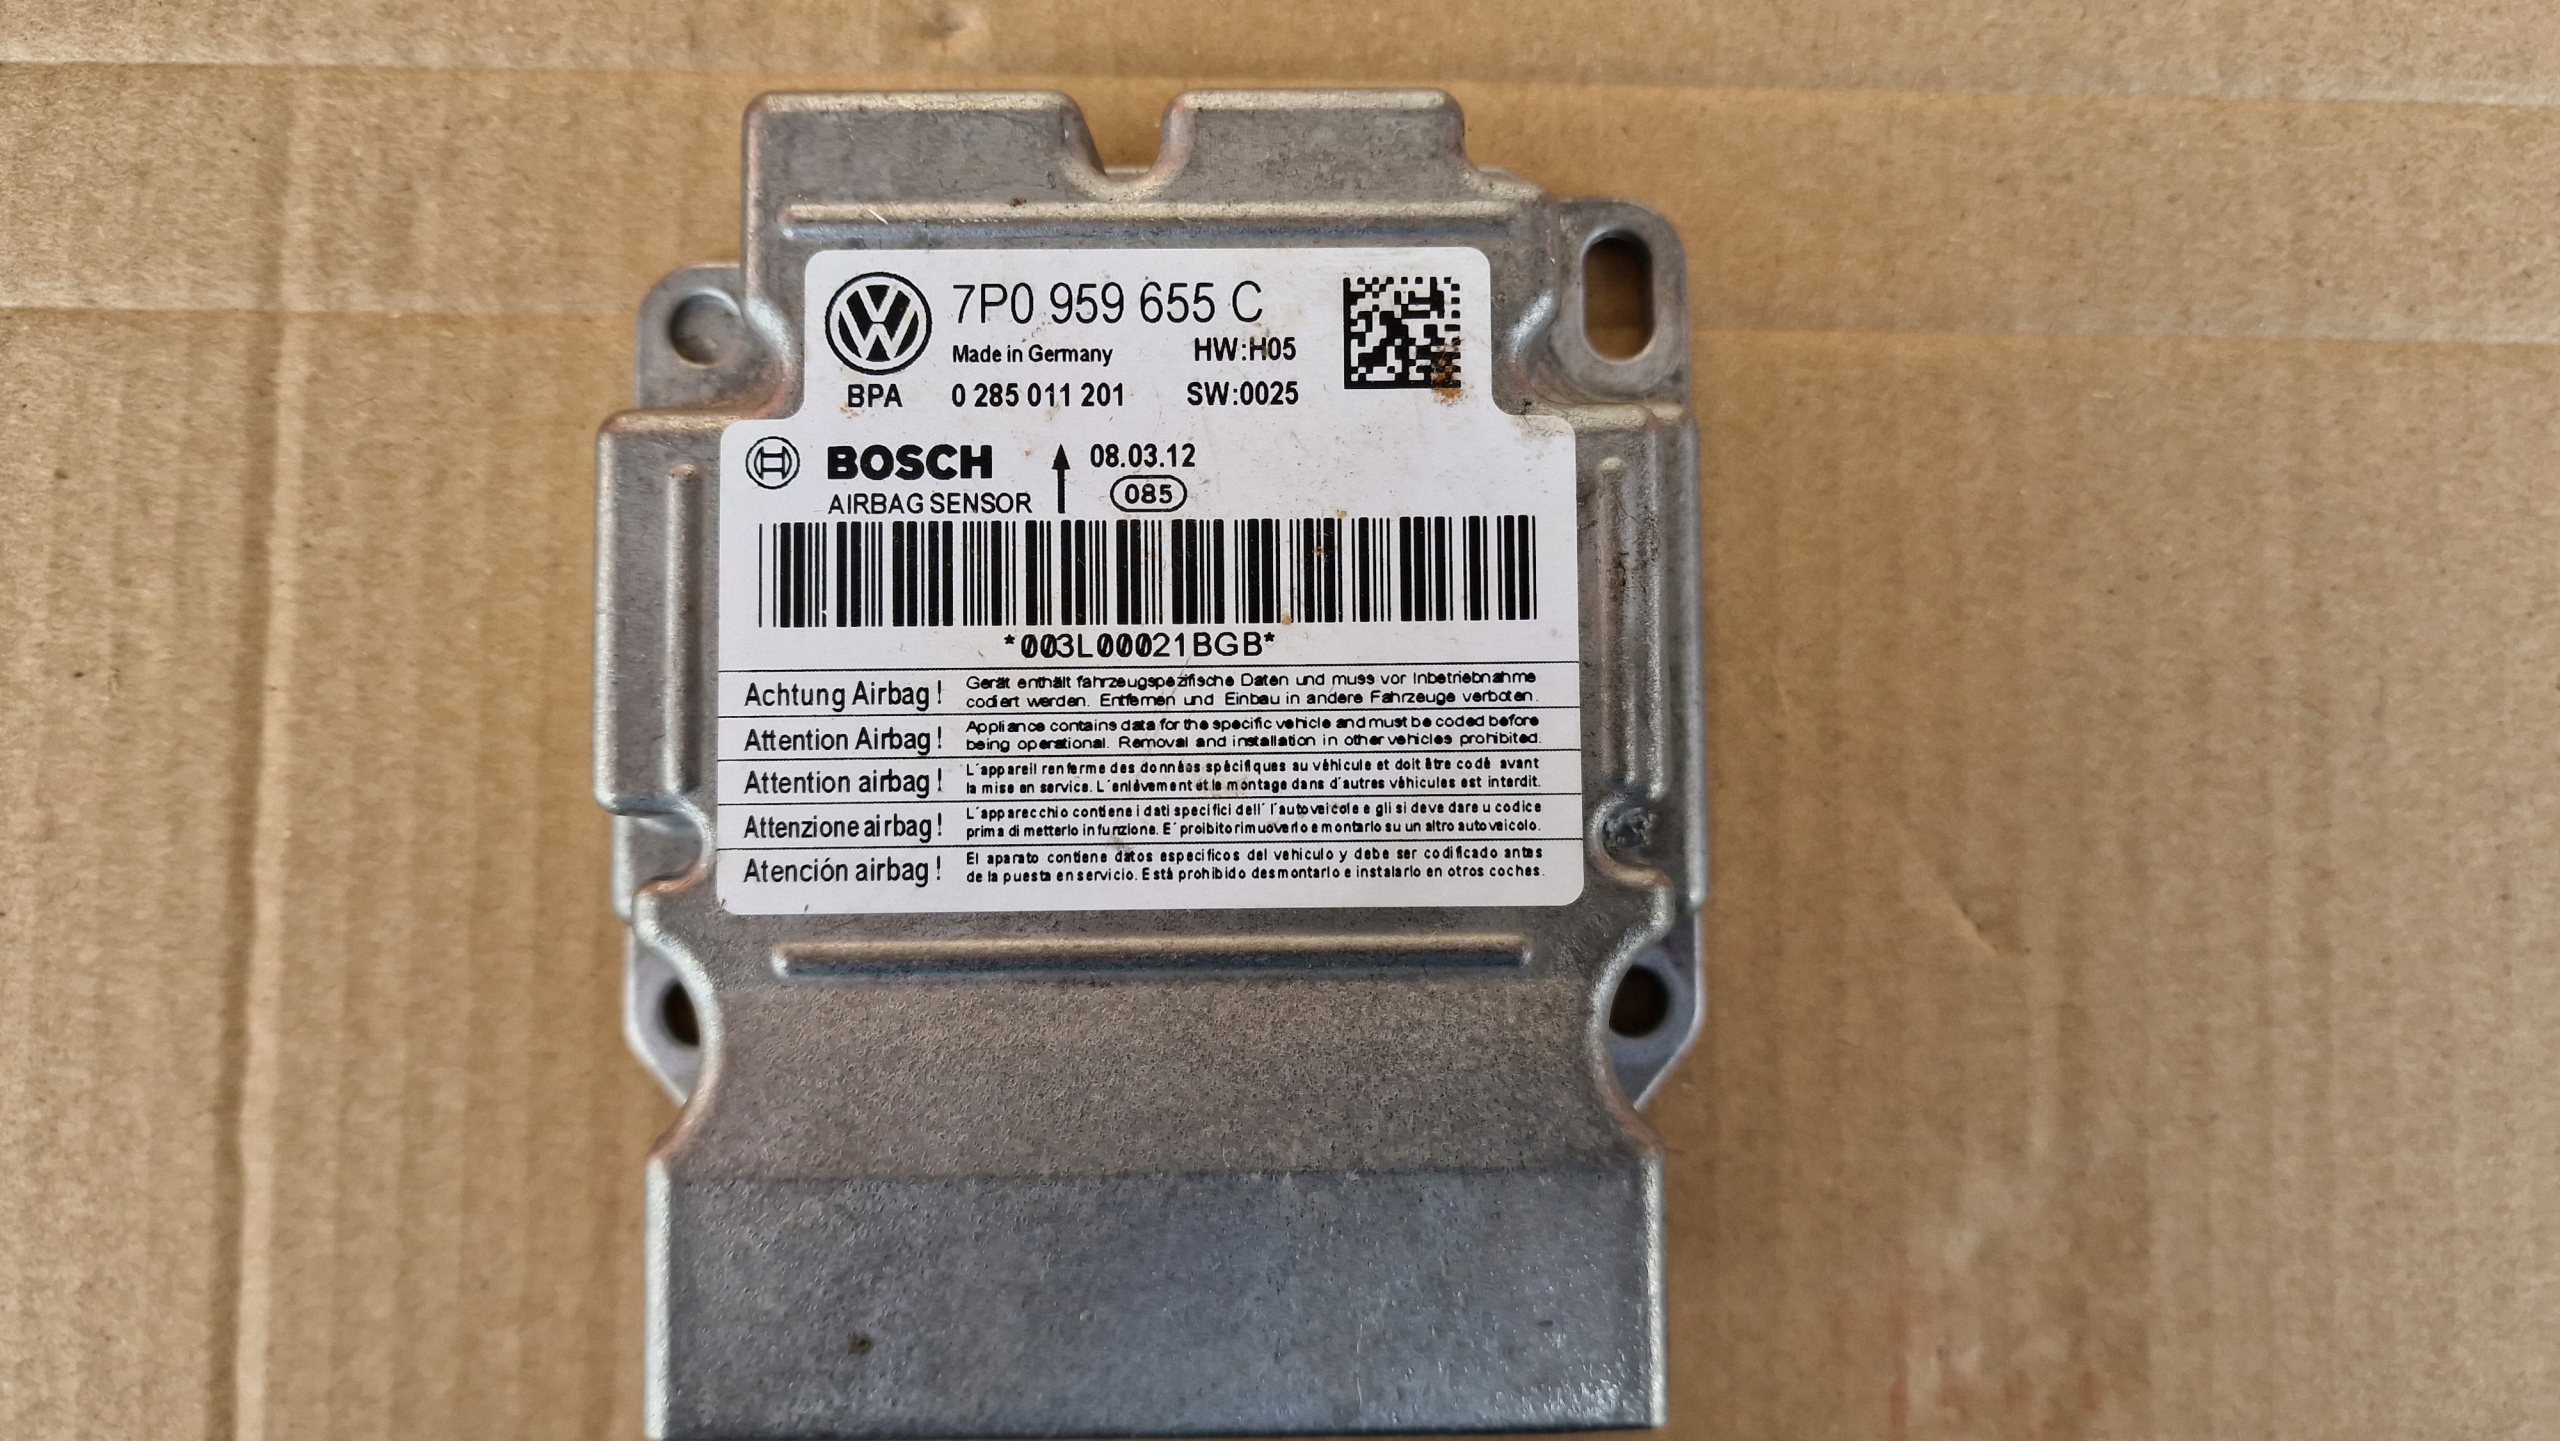 7P0 959 655 C
Made in Germany HW:H05
BPA 0 285 011 201 SW:0025
BOSCH 08.03.12
AIRBAG SENSOR 085
*003L00021BGB*
Achtung Airbag! Gerät enthält fahrzeugspezifische Daten und muss vor Inbetriebnahme
codiert werden. Entfernen und Einbau in andere Fahrzeuge verboten.
Attention Airbag! Appliance contains data for the specific vehicle and must be coded before
being operational. Removal and installation in other vehicles prohibited.
Attention airbag! L´appareil renferme des données spécifiques au véhicule et doit être codé avant
la mise en service. L´enlèvement et le montage dans d´autres véhicules est interdit.
Attenzione airbag! L´apparecchio contiene i dati specifici dell´ l´autoveicolo e gli si deve dare u codice
prima di metterlo in funzione. E´ proibito rimuoverlo e montarlo su un altro autoveicolo.
Atención airbag! El aparato contiene datos especificos del vehiculo y debe ser codificado antes
de la puesta en servicio. Está prohibido desmontarlo e instalarlo en otros coches.